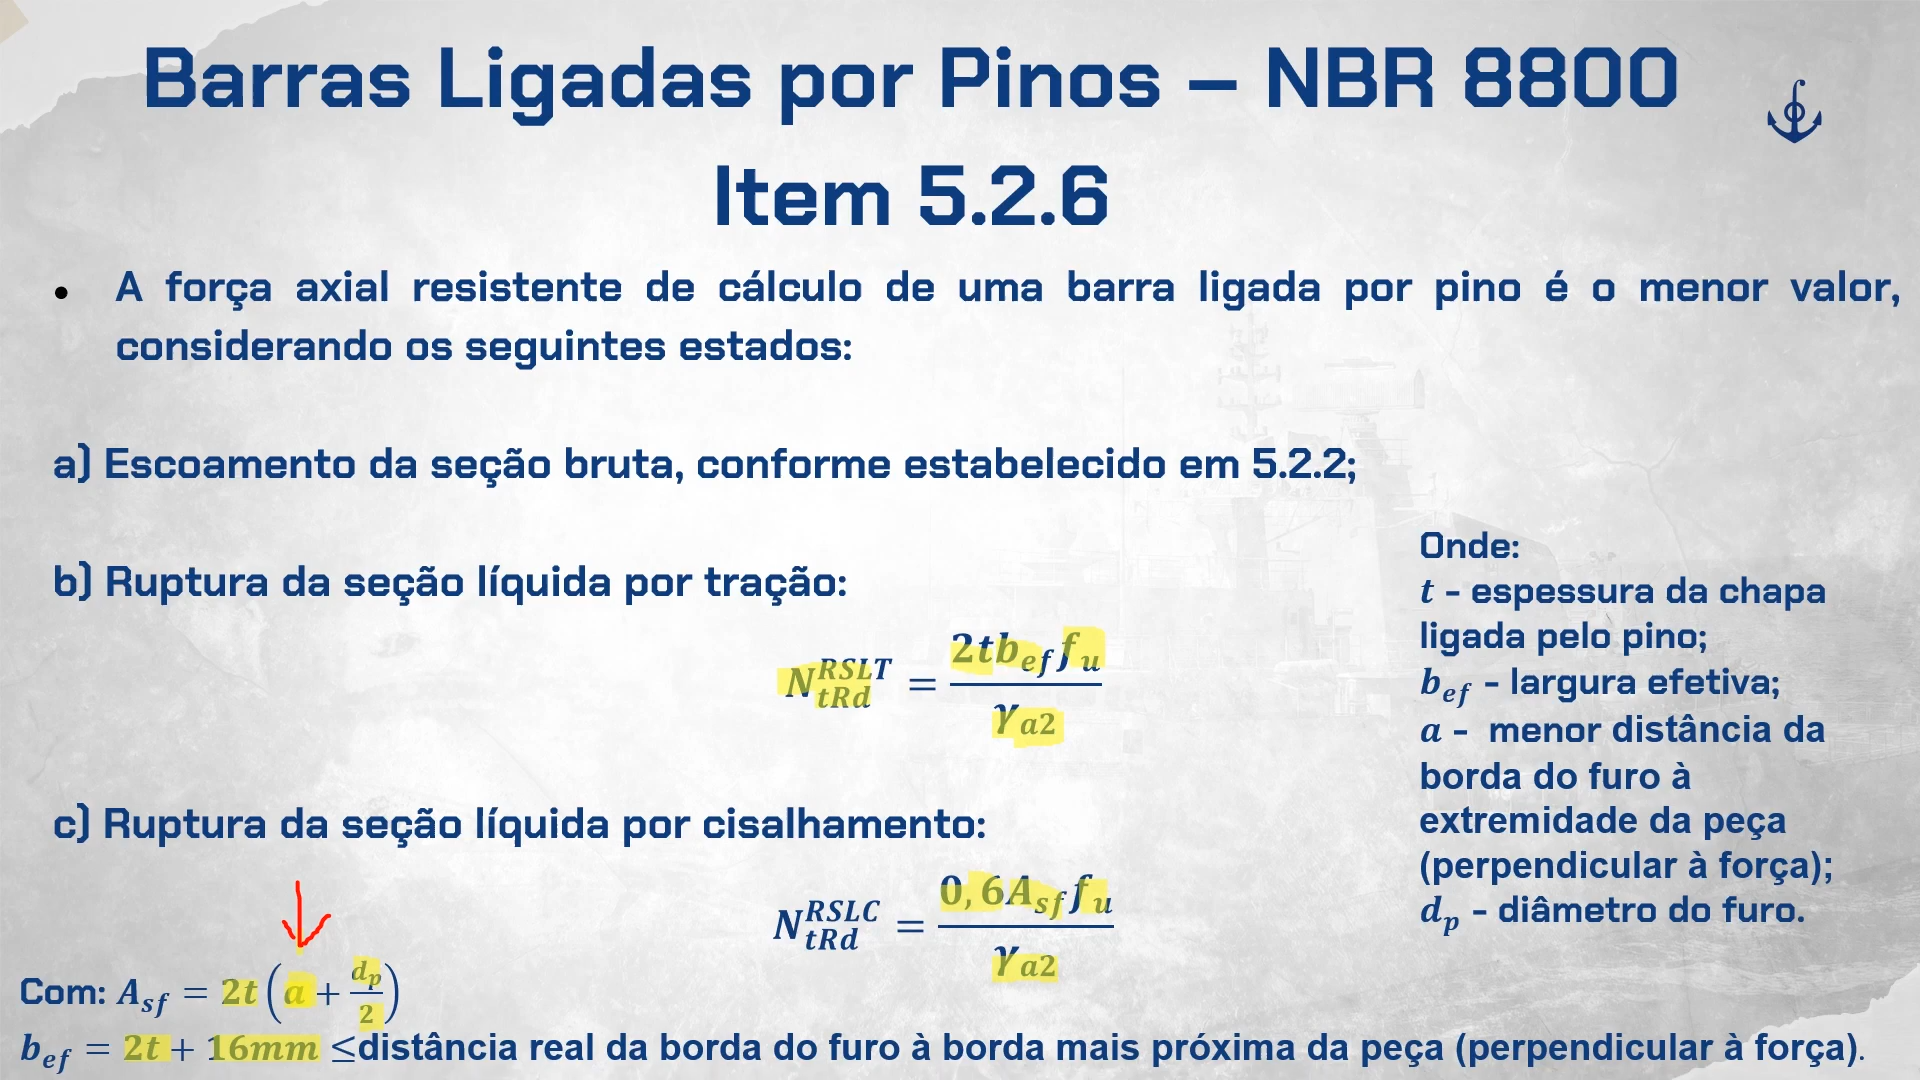 Barras Ligadas por Pinos – NBR 8800
Item 5.2.6
• A força axial resistente de cálculo de uma barra ligada por pino é o menor valor,
considerando os seguintes estados:
a) Escoamento da seção bruta, conforme estabelecido em 5.2.2;
b) Ruptura da seção líquida por tração:
N_{tRd}^{RSLT} = \frac{2tb_{ef}f_u}{γ_{a2}}
c) Ruptura da seção líquida por cisalhamento:
N_{tRd}^{RSLC} = \frac{0,6A_{sf}f_u}{γ_{a2}}
Com: A_{sf} = 2t(a + \frac{d_p}{2})
b_{ef} = 2t + 16mm ≤distância real da borda do furo à borda mais próxima da peça (perpendicular à força).
Onde:
t - espessura da chapa
ligada pelo pino;
b_{ef} - largura efetiva;
a - menor distância da
borda do furo à
extremidade da peça
(perpendicular à força);
d_p - diâmetro do furo.